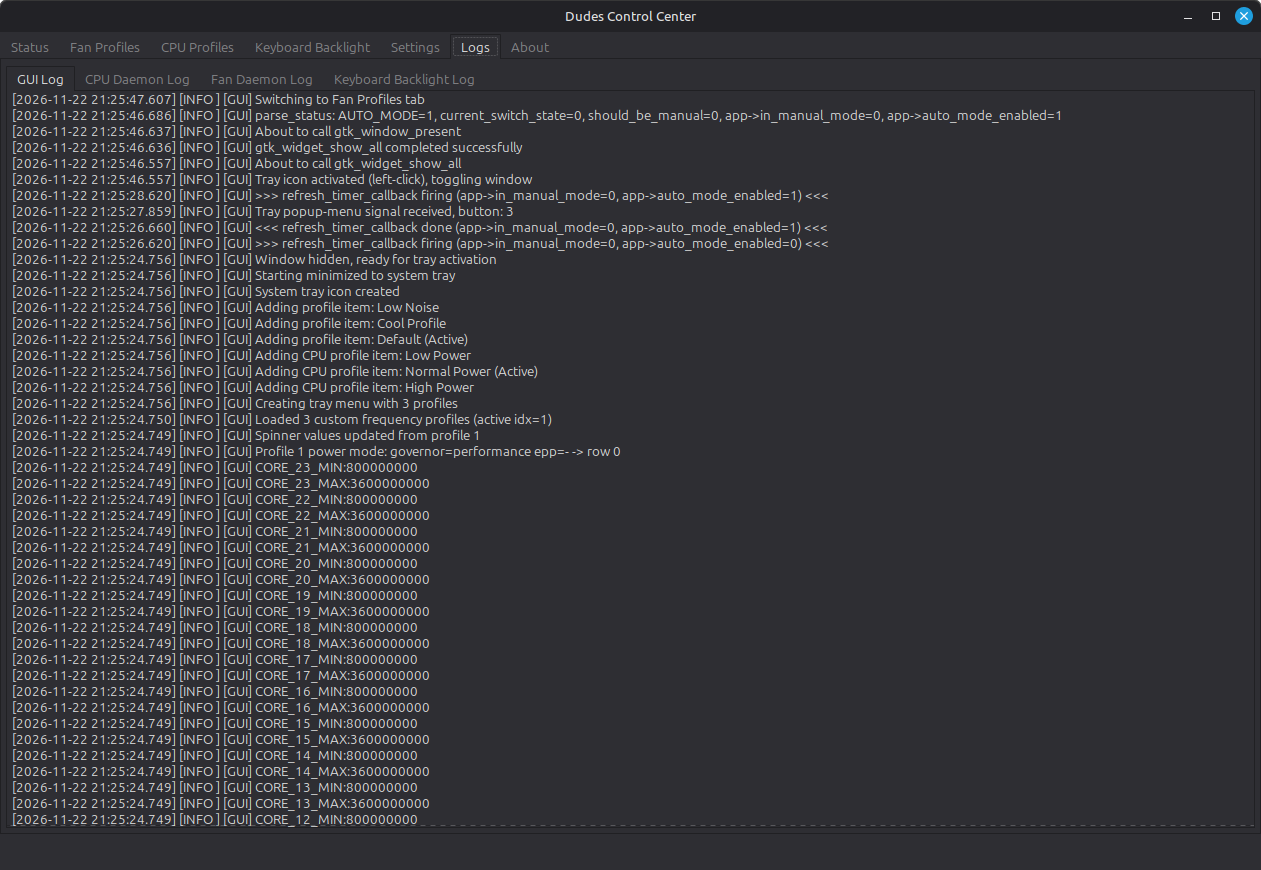 Dudes Control Center
Status Fan Profiles CPU Profiles Keyboard Backlight Settings Logs About
GUI Log CPU Daemon Log Fan Daemon Log Keyboard Backlight Log
[2026-11-22 21:25:47.607] [INFO ] [GUI] Switching to Fan Profiles tab
[2026-11-22 21:25:46.686] [INFO ] [GUI] parse_status: AUTO_MODE=1, current_switch_state=0, should_be_manual=0, app->in_manual_mode=0, app->auto_mode_enabled=1
[2026-11-22 21:25:46.637] [INFO ] [GUI] About to call gtk_window_present
[2026-11-22 21:25:46.636] [INFO ] [GUI] gtk_widget_show_all completed successfully
[2026-11-22 21:25:46.557] [INFO ] [GUI] About to call gtk_widget_show_all
[2026-11-22 21:25:46.557] [INFO ] [GUI] Tray icon activated (left-click), toggling window
[2026-11-22 21:25:28.620] [INFO ] [GUI] >>> refresh_timer_callback firing (app->in_manual_mode=0, app->auto_mode_enabled=1) <<<
[2026-11-22 21:25:27.859] [INFO ] [GUI] Tray popup-menu signal received, button: 3
[2026-11-22 21:25:26.660] [INFO ] [GUI] <<< refresh_timer_callback done (app->in_manual_mode=0, app->auto_mode_enabled=1) <<<
[2026-11-22 21:25:26.620] [INFO ] [GUI] >>> refresh_timer_callback firing (app->in_manual_mode=0, app->auto_mode_enabled=0) <<<
[2026-11-22 21:25:24.756] [INFO ] [GUI] Window hidden, ready for tray activation
[2026-11-22 21:25:24.756] [INFO ] [GUI] Starting minimized to system tray
[2026-11-22 21:25:24.756] [INFO ] [GUI] System tray icon created
[2026-11-22 21:25:24.756] [INFO ] [GUI] Adding profile item: Low Noise
[2026-11-22 21:25:24.756] [INFO ] [GUI] Adding profile item: Cool Profile
[2026-11-22 21:25:24.756] [INFO ] [GUI] Adding profile item: Default (Active)
[2026-11-22 21:25:24.756] [INFO ] [GUI] Adding CPU profile item: Low Power
[2026-11-22 21:25:24.756] [INFO ] [GUI] Adding CPU profile item: Normal Power (Active)
[2026-11-22 21:25:24.756] [INFO ] [GUI] Adding CPU profile item: High Power
[2026-11-22 21:25:24.756] [INFO ] [GUI] Creating tray menu with 3 profiles
[2026-11-22 21:25:24.750] [INFO ] [GUI] Loaded 3 custom frequency profiles (active idx=1)
[2026-11-22 21:25:24.749] [INFO ] [GUI] Spinner values updated from profile 1
[2026-11-22 21:25:24.749] [INFO ] [GUI] Profile 1 power mode: governor=performance epp=- -> row 0
[2026-11-22 21:25:24.749] [INFO ] [GUI] CORE_23_MIN:800000000
[2026-11-22 21:25:24.749] [INFO ] [GUI] CORE_23_MAX:3600000000
[2026-11-22 21:25:24.749] [INFO ] [GUI] CORE_22_MIN:800000000
[2026-11-22 21:25:24.749] [INFO ] [GUI] CORE_22_MAX:3600000000
[2026-11-22 21:25:24.749] [INFO ] [GUI] CORE_21_MIN:800000000
[2026-11-22 21:25:24.749] [INFO ] [GUI] CORE_21_MAX:3600000000
[2026-11-22 21:25:24.749] [INFO ] [GUI] CORE_20_MIN:800000000
[2026-11-22 21:25:24.749] [INFO ] [GUI] CORE_20_MAX:3600000000
[2026-11-22 21:25:24.749] [INFO ] [GUI] CORE_19_MIN:800000000
[2026-11-22 21:25:24.749] [INFO ] [GUI] CORE_19_MAX:3600000000
[2026-11-22 21:25:24.749] [INFO ] [GUI] CORE_18_MIN:800000000
[2026-11-22 21:25:24.749] [INFO ] [GUI] CORE_18_MAX:3600000000
[2026-11-22 21:25:24.749] [INFO ] [GUI] CORE_17_MIN:800000000
[2026-11-22 21:25:24.749] [INFO ] [GUI] CORE_17_MAX:3600000000
[2026-11-22 21:25:24.749] [INFO ] [GUI] CORE_16_MIN:800000000
[2026-11-22 21:25:24.749] [INFO ] [GUI] CORE_16_MAX:3600000000
[2026-11-22 21:25:24.749] [INFO ] [GUI] CORE_15_MIN:800000000
[2026-11-22 21:25:24.749] [INFO ] [GUI] CORE_15_MAX:3600000000
[2026-11-22 21:25:24.749] [INFO ] [GUI] CORE_14_MIN:800000000
[2026-11-22 21:25:24.749] [INFO ] [GUI] CORE_14_MAX:3600000000
[2026-11-22 21:25:24.749] [INFO ] [GUI] CORE_13_MIN:800000000
[2026-11-22 21:25:24.749] [INFO ] [GUI] CORE_13_MAX:3600000000
[2026-11-22 21:25:24.749] [INFO ] [GUI] CORE_12_MIN:800000000